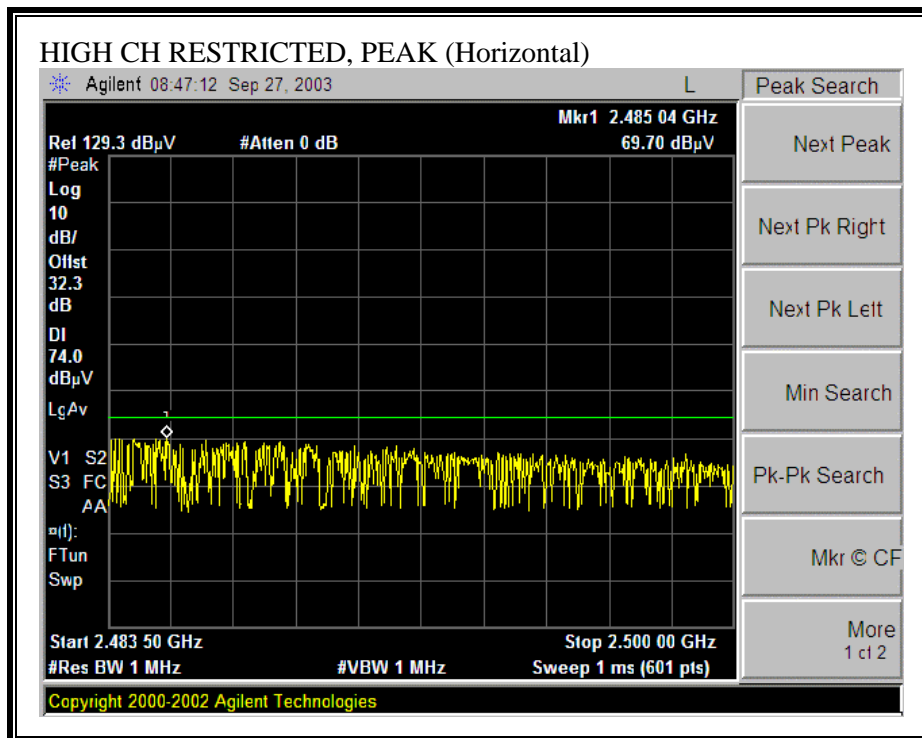 HIGH CH RESTRICTED, PEAK (Horizontal)
Agilent 08:47:12 Sep 27, 2003 L
Peak Search
Mkr1 2.485 04 GHz
Ref 129.3 dBµV #Atten 0 dB 69.70 dBµV
#Peak
Log
10
dB/
Offst
32.3
dB
DI
74.0
dBµV
LgAv
1
V1 S2
S3 FC
AA
¤(f):
FTun
Swp
Start 2.483 50 GHz Stop 2.500 00 GHz
#Res BW 1 MHz #VBW 1 MHz Sweep 1 ms (601 pts)
Copyright 2000-2002 Agilent Technologies
Next Peak
Next Pk Right
Next Pk Left
Min Search
Pk-Pk Search
Mkr © CF
More
1 of 2